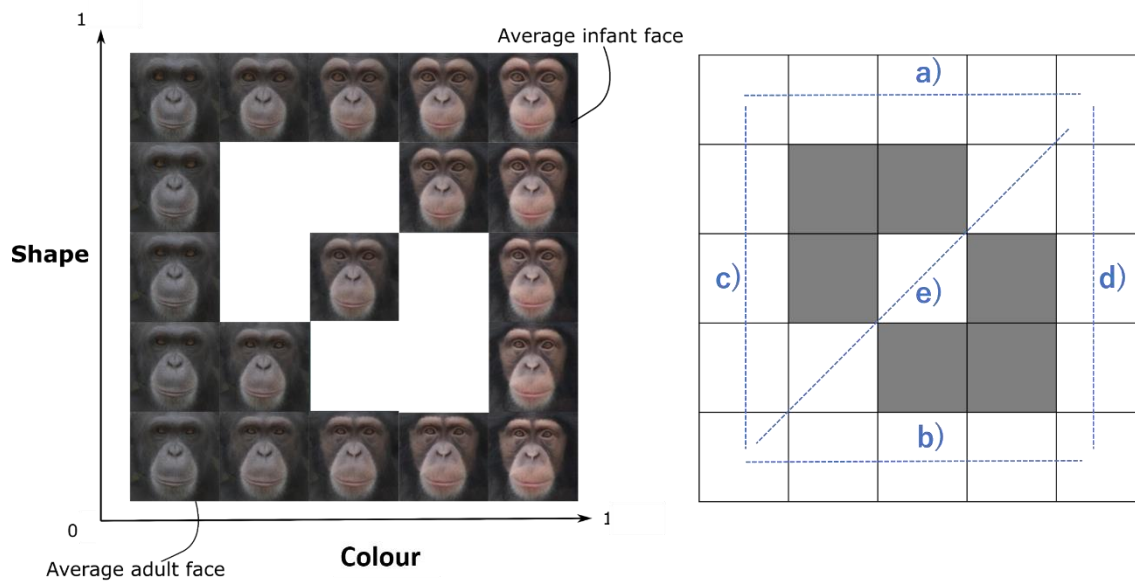 1
Average infant face
a)
Shape
c)
d)
e)
b)
0
1
Colour
Average adult face